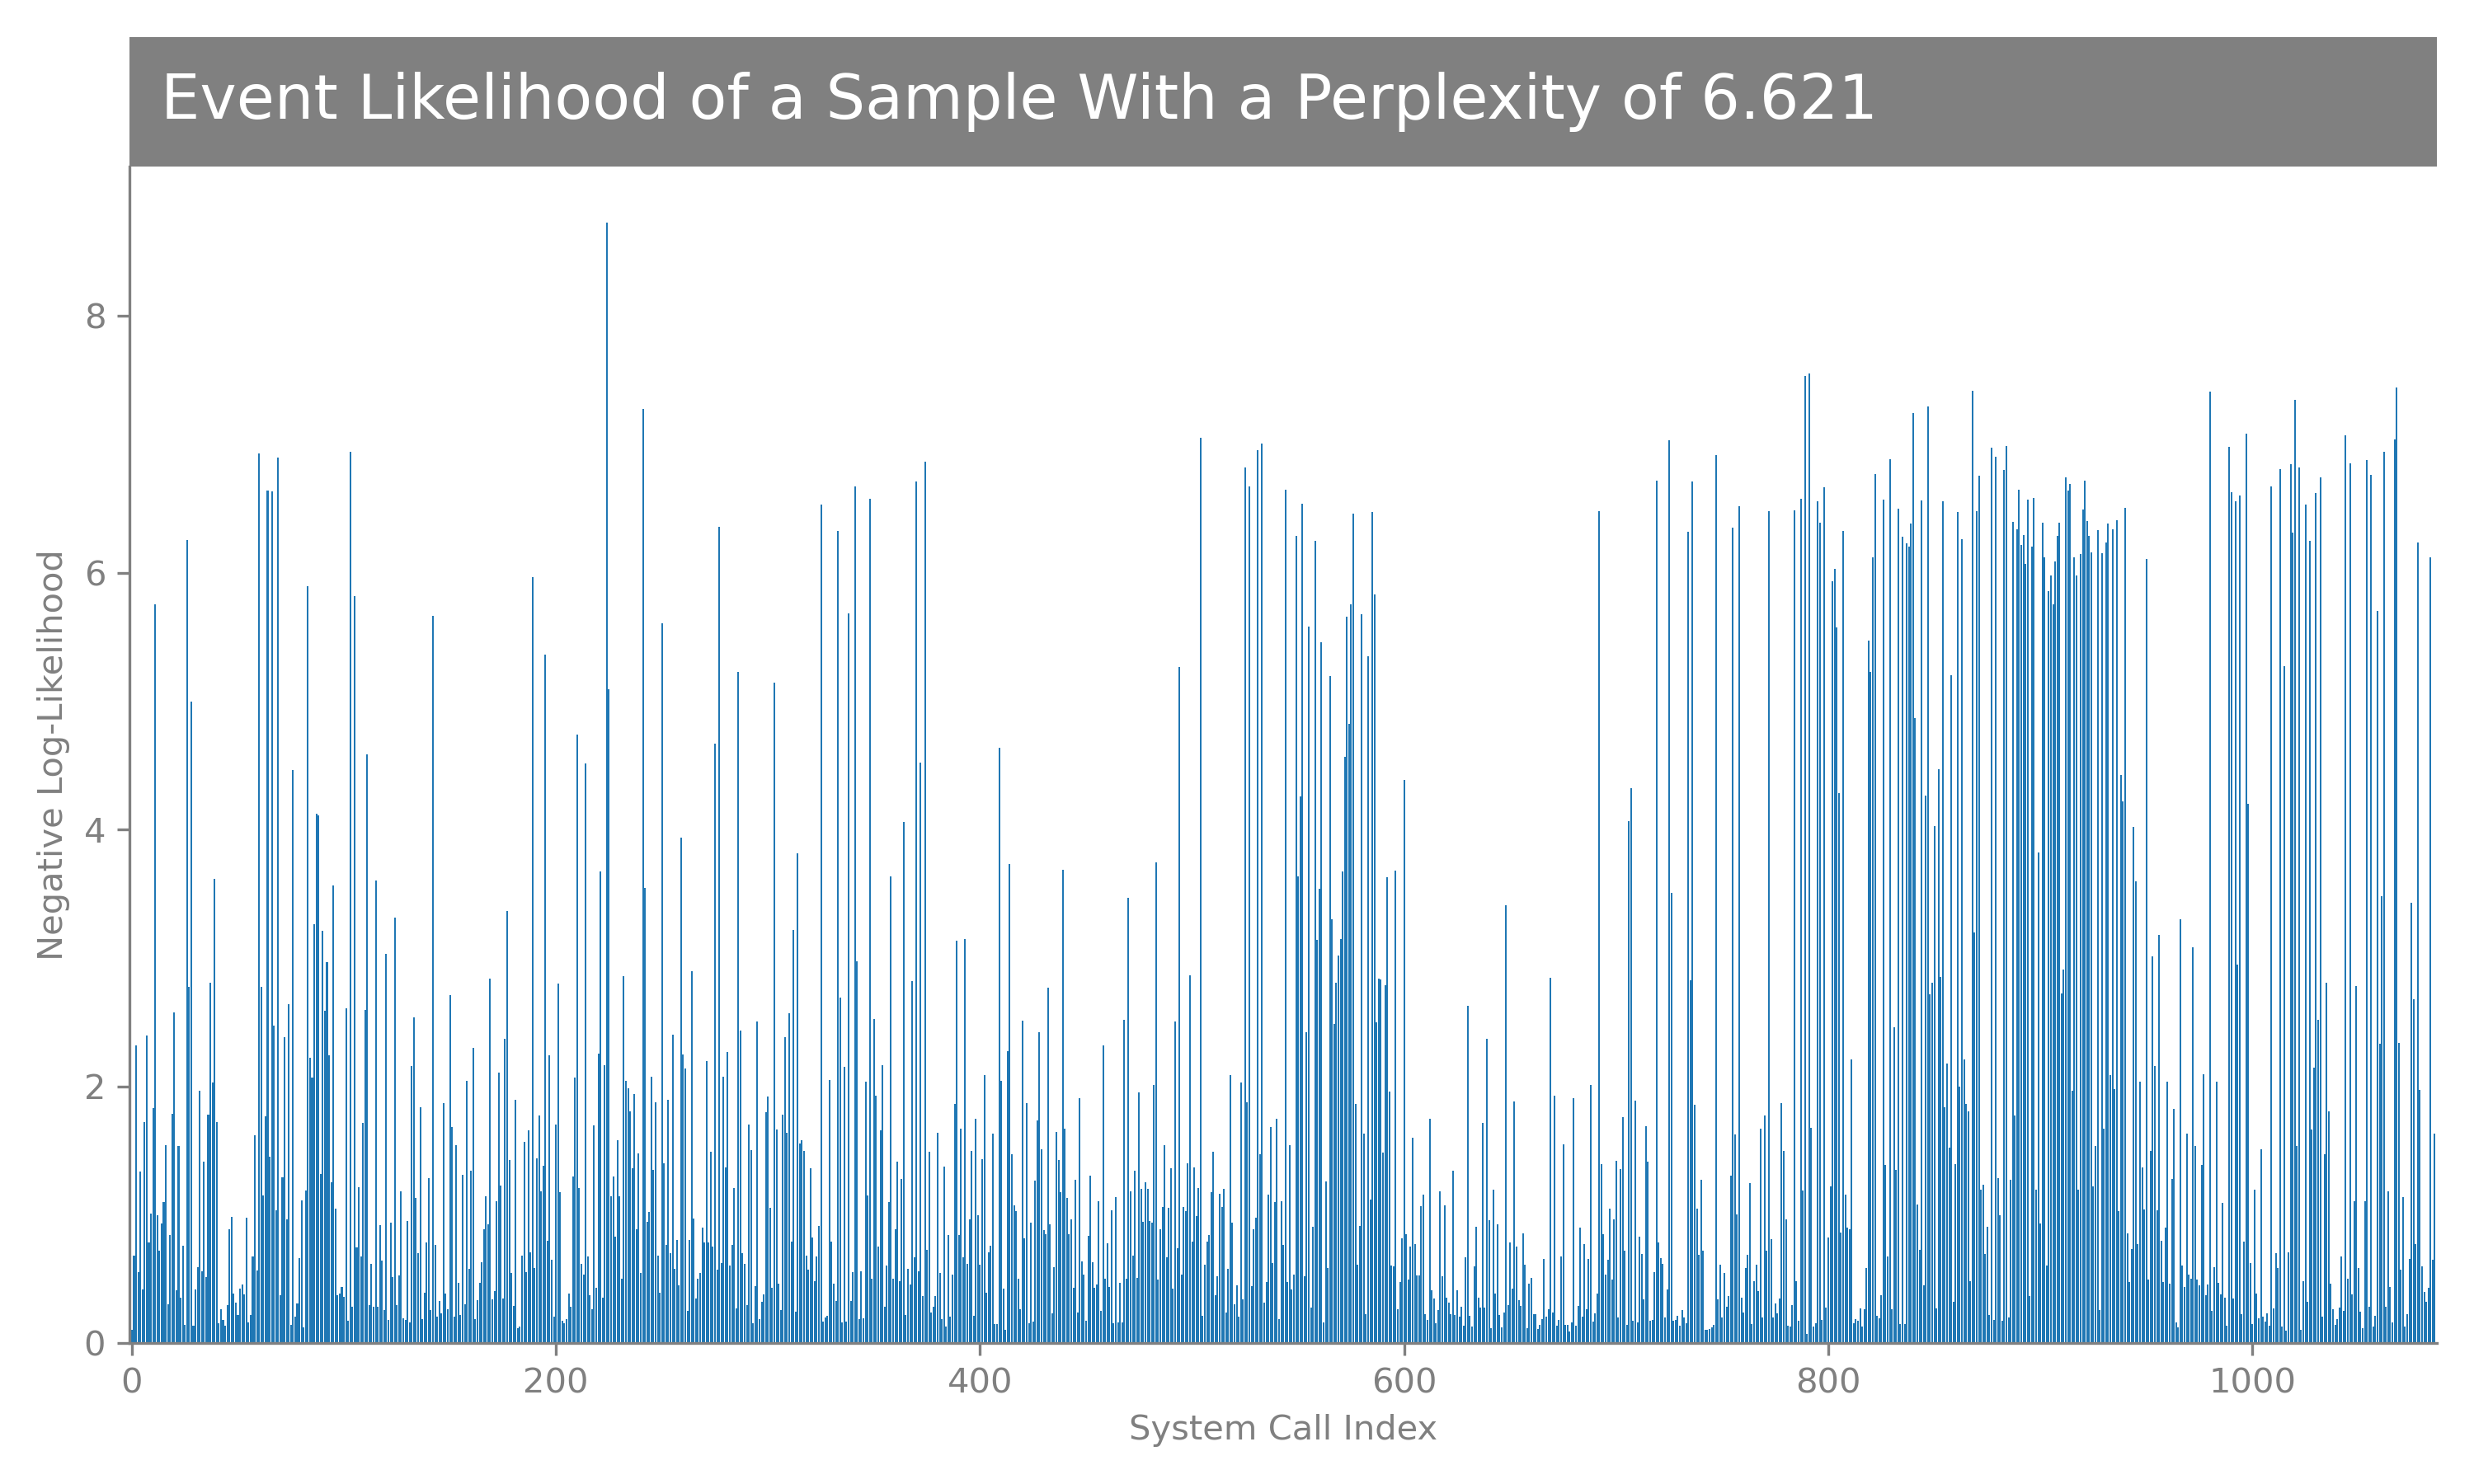 Event Likelihood of a Sample With a Perplexity of 6.621
8
6
4
2
0
Negative Log-Likelihood
0 200 400 600 800 1000
System Call Index